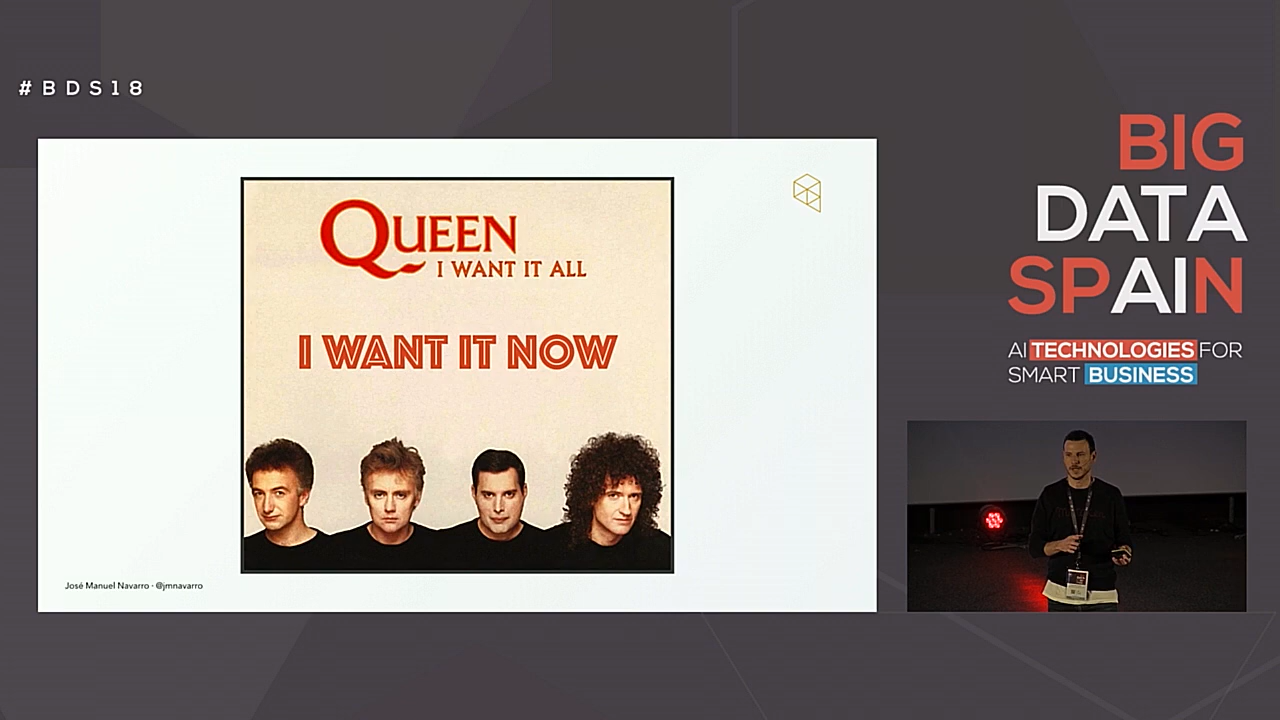 #BDS18
QUEEN
I WANT IT ALL
I WANT IT NOW
José Manuel Navarro · @jmnavarro
BIG
DATA
SPAIN
AI TECHNOLOGIES FOR
SMART BUSINESS